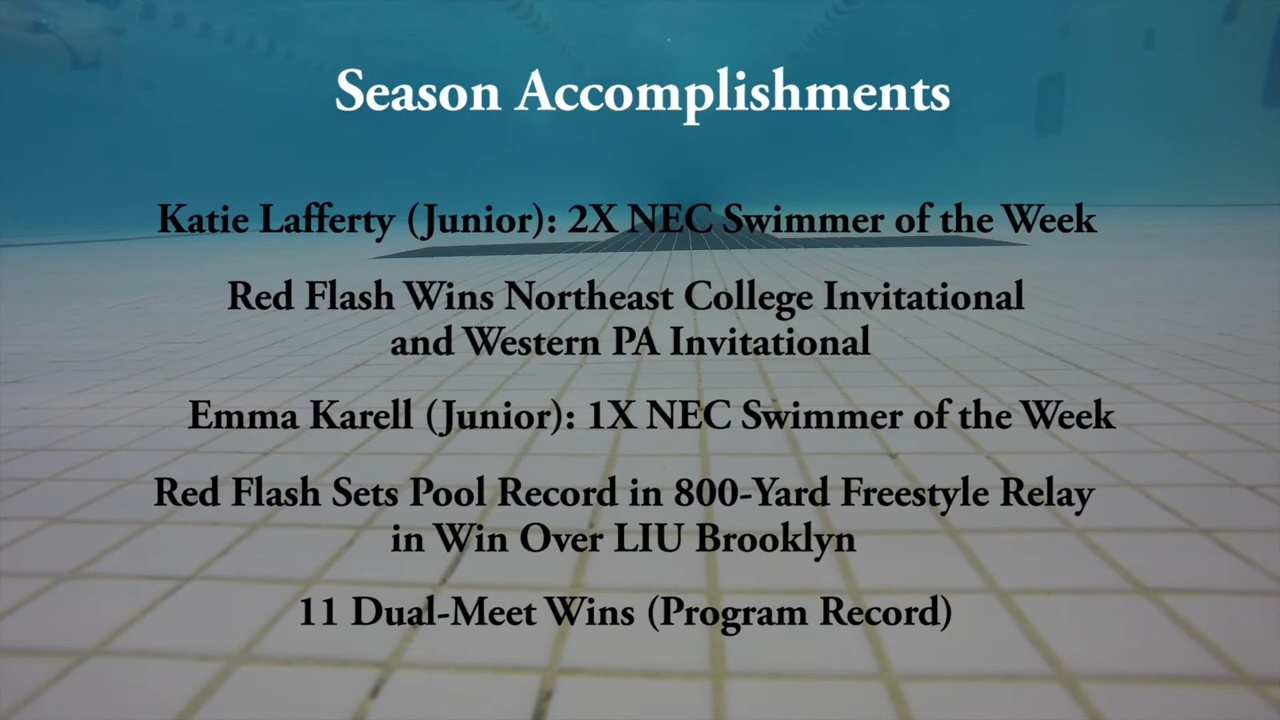 Season Accomplishments
Katie Lafferty (Junior): 2X NEC Swimmer of the Week
Red Flash Wins Northeast College Invitational
and Western PA Invitational
Emma Karell (Junior): 1X NEC Swimmer of the Week
Red Flash Sets Pool Record in 800-Yard Freestyle Relay
in Win Over LIU Brooklyn
11 Dual-Meet Wins (Program Record)